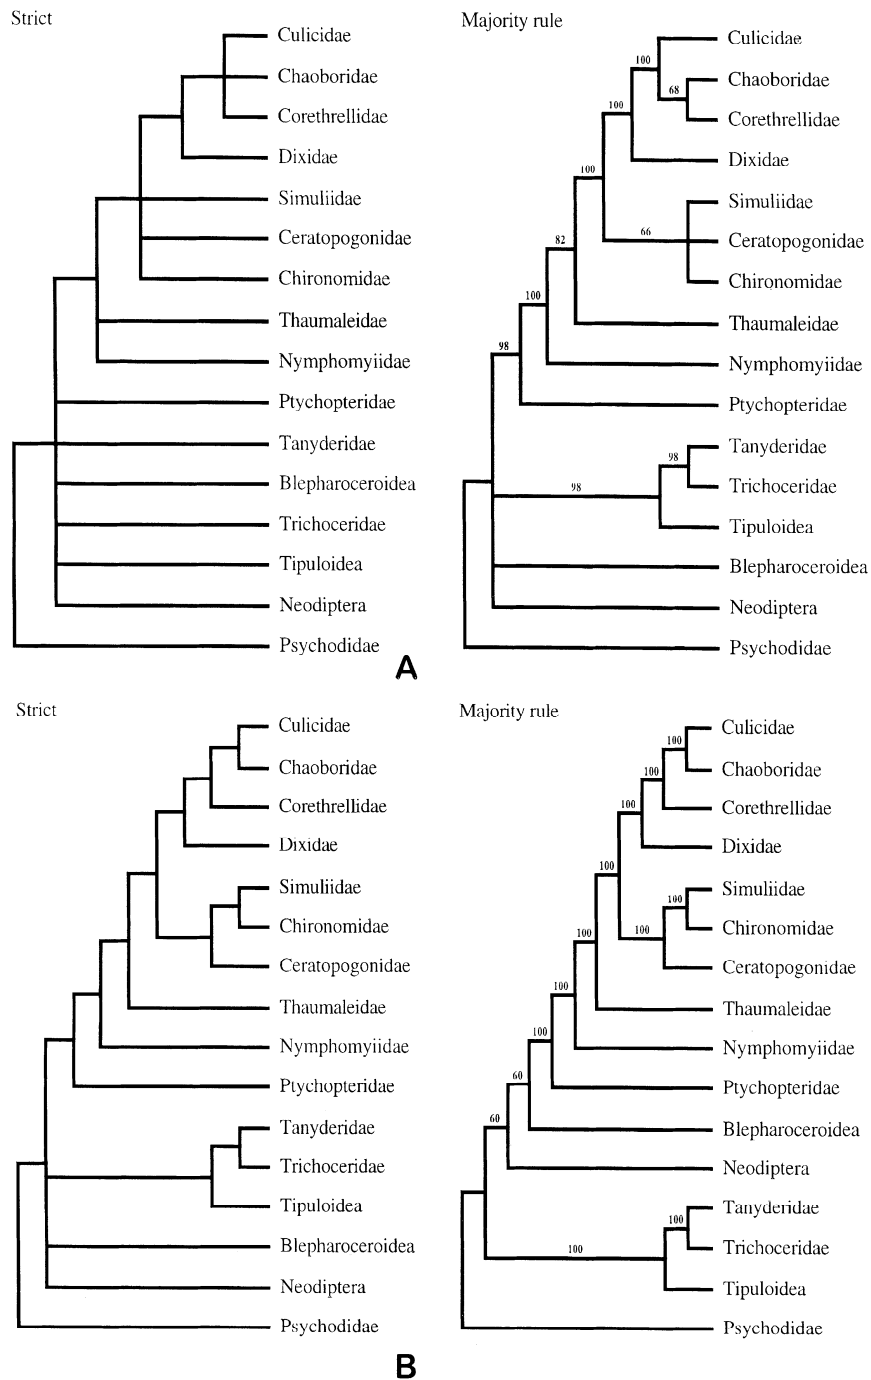 Strict
Culicidae
Chaoboridae
Corethrellidae
Dixidae
Simuliidae
Ceratopogonidae
Chironomidae
Thaumaleidae
Nymphomyiidae
Ptychopteridae
Tanyderidae
Blepharoceroidea
Trichoceridae
Tipuloidea
Neodiptera
Psychodidae
Majority rule
Culicidae
100
Chaoboridae
68
Corethrellidae
100
Dixidae
100
Simuliidae
66
Ceratopogonidae
82
Chironomidae
100
Thaumaleidae
98
Nymphomyiidae
Ptychopteridae
Tanyderidae
98
Trichoceridae
98
Tipuloidea
Blepharoceroidea
Neodiptera
Psychodidae
A
Strict
Culicidae
Chaoboridae
Corethrellidae
Dixidae
Simuliidae
Chironomidae
Ceratopogonidae
Thaumaleidae
Nymphomyiidae
Ptychopteridae
Tanyderidae
Trichoceridae
Tipuloidea
Blepharoceroidea
Neodiptera
Psychodidae
Majority rule
Culicidae
100
Chaoboridae
100
Corethrellidae
100
Dixidae
100
Simuliidae
100
Chironomidae
100
100
Ceratopogonidae
100
Thaumaleidae
100
Nymphomyiidae
60
Ptychopteridae
60
Blepharoceroidea
Neodiptera
Tanyderidae
100
Trichoceridae
100
Tipuloidea
Psychodidae
B